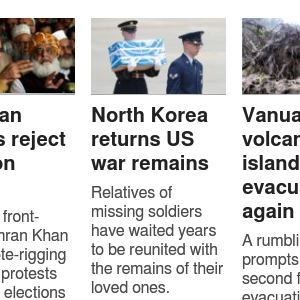 an
s reject
on
front-
nran Khan
te-rigging
protests
elections
North Korea
returns US
war remains
Relatives of
missing soldiers
have waited years
to be reunited with
the remains of their
loved ones.
Vanua
volcan
island
evacu
again
A rumbli
prompts
second f
evacuati